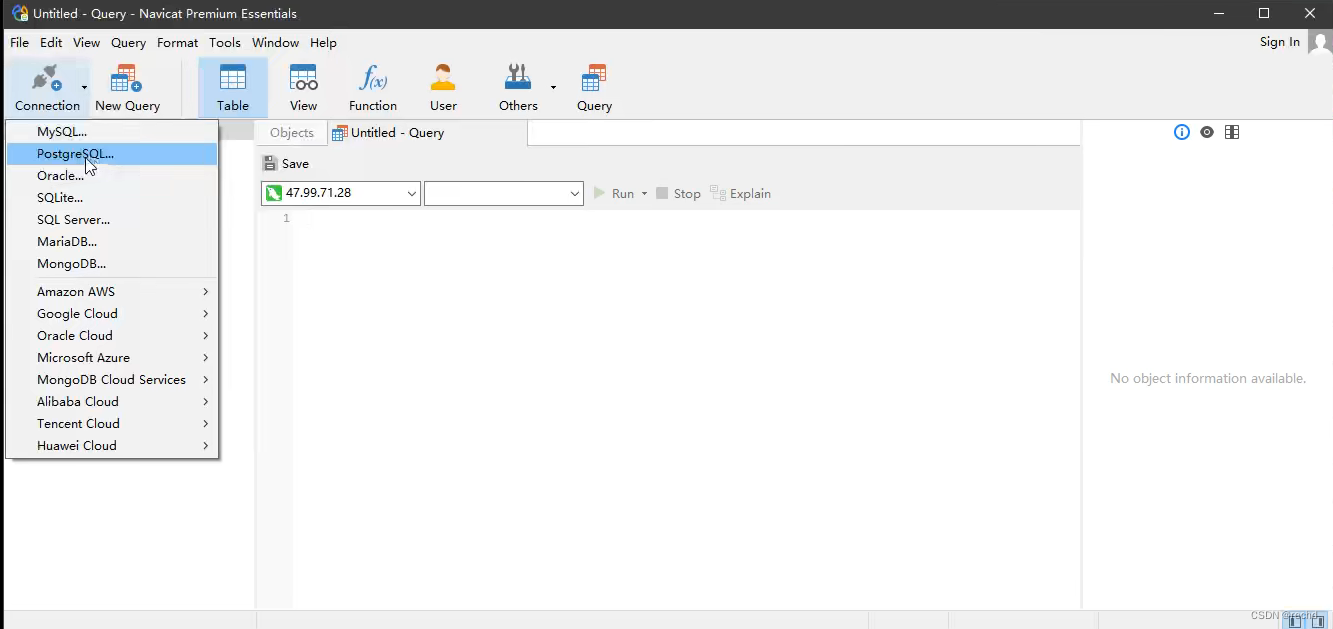 Untitled - Query - Navicat Premium Essentials
File Edit View Query Format Tools Window Help
Sign In
Connection New Query Table View Function User Others Query
f(x)
MySQL...
PostgreSQL...
Oracle...
SQLite...
SQL Server...
MariaDB...
MongoDB...
Amazon AWS
Google Cloud
Oracle Cloud
Microsoft Azure
MongoDB Cloud Services
Alibaba Cloud
Tencent Cloud
Huawei Cloud
Objects Untitled - Query
Save
47.99.71.28 Run Stop Explain
1
No object information available.
CSDN